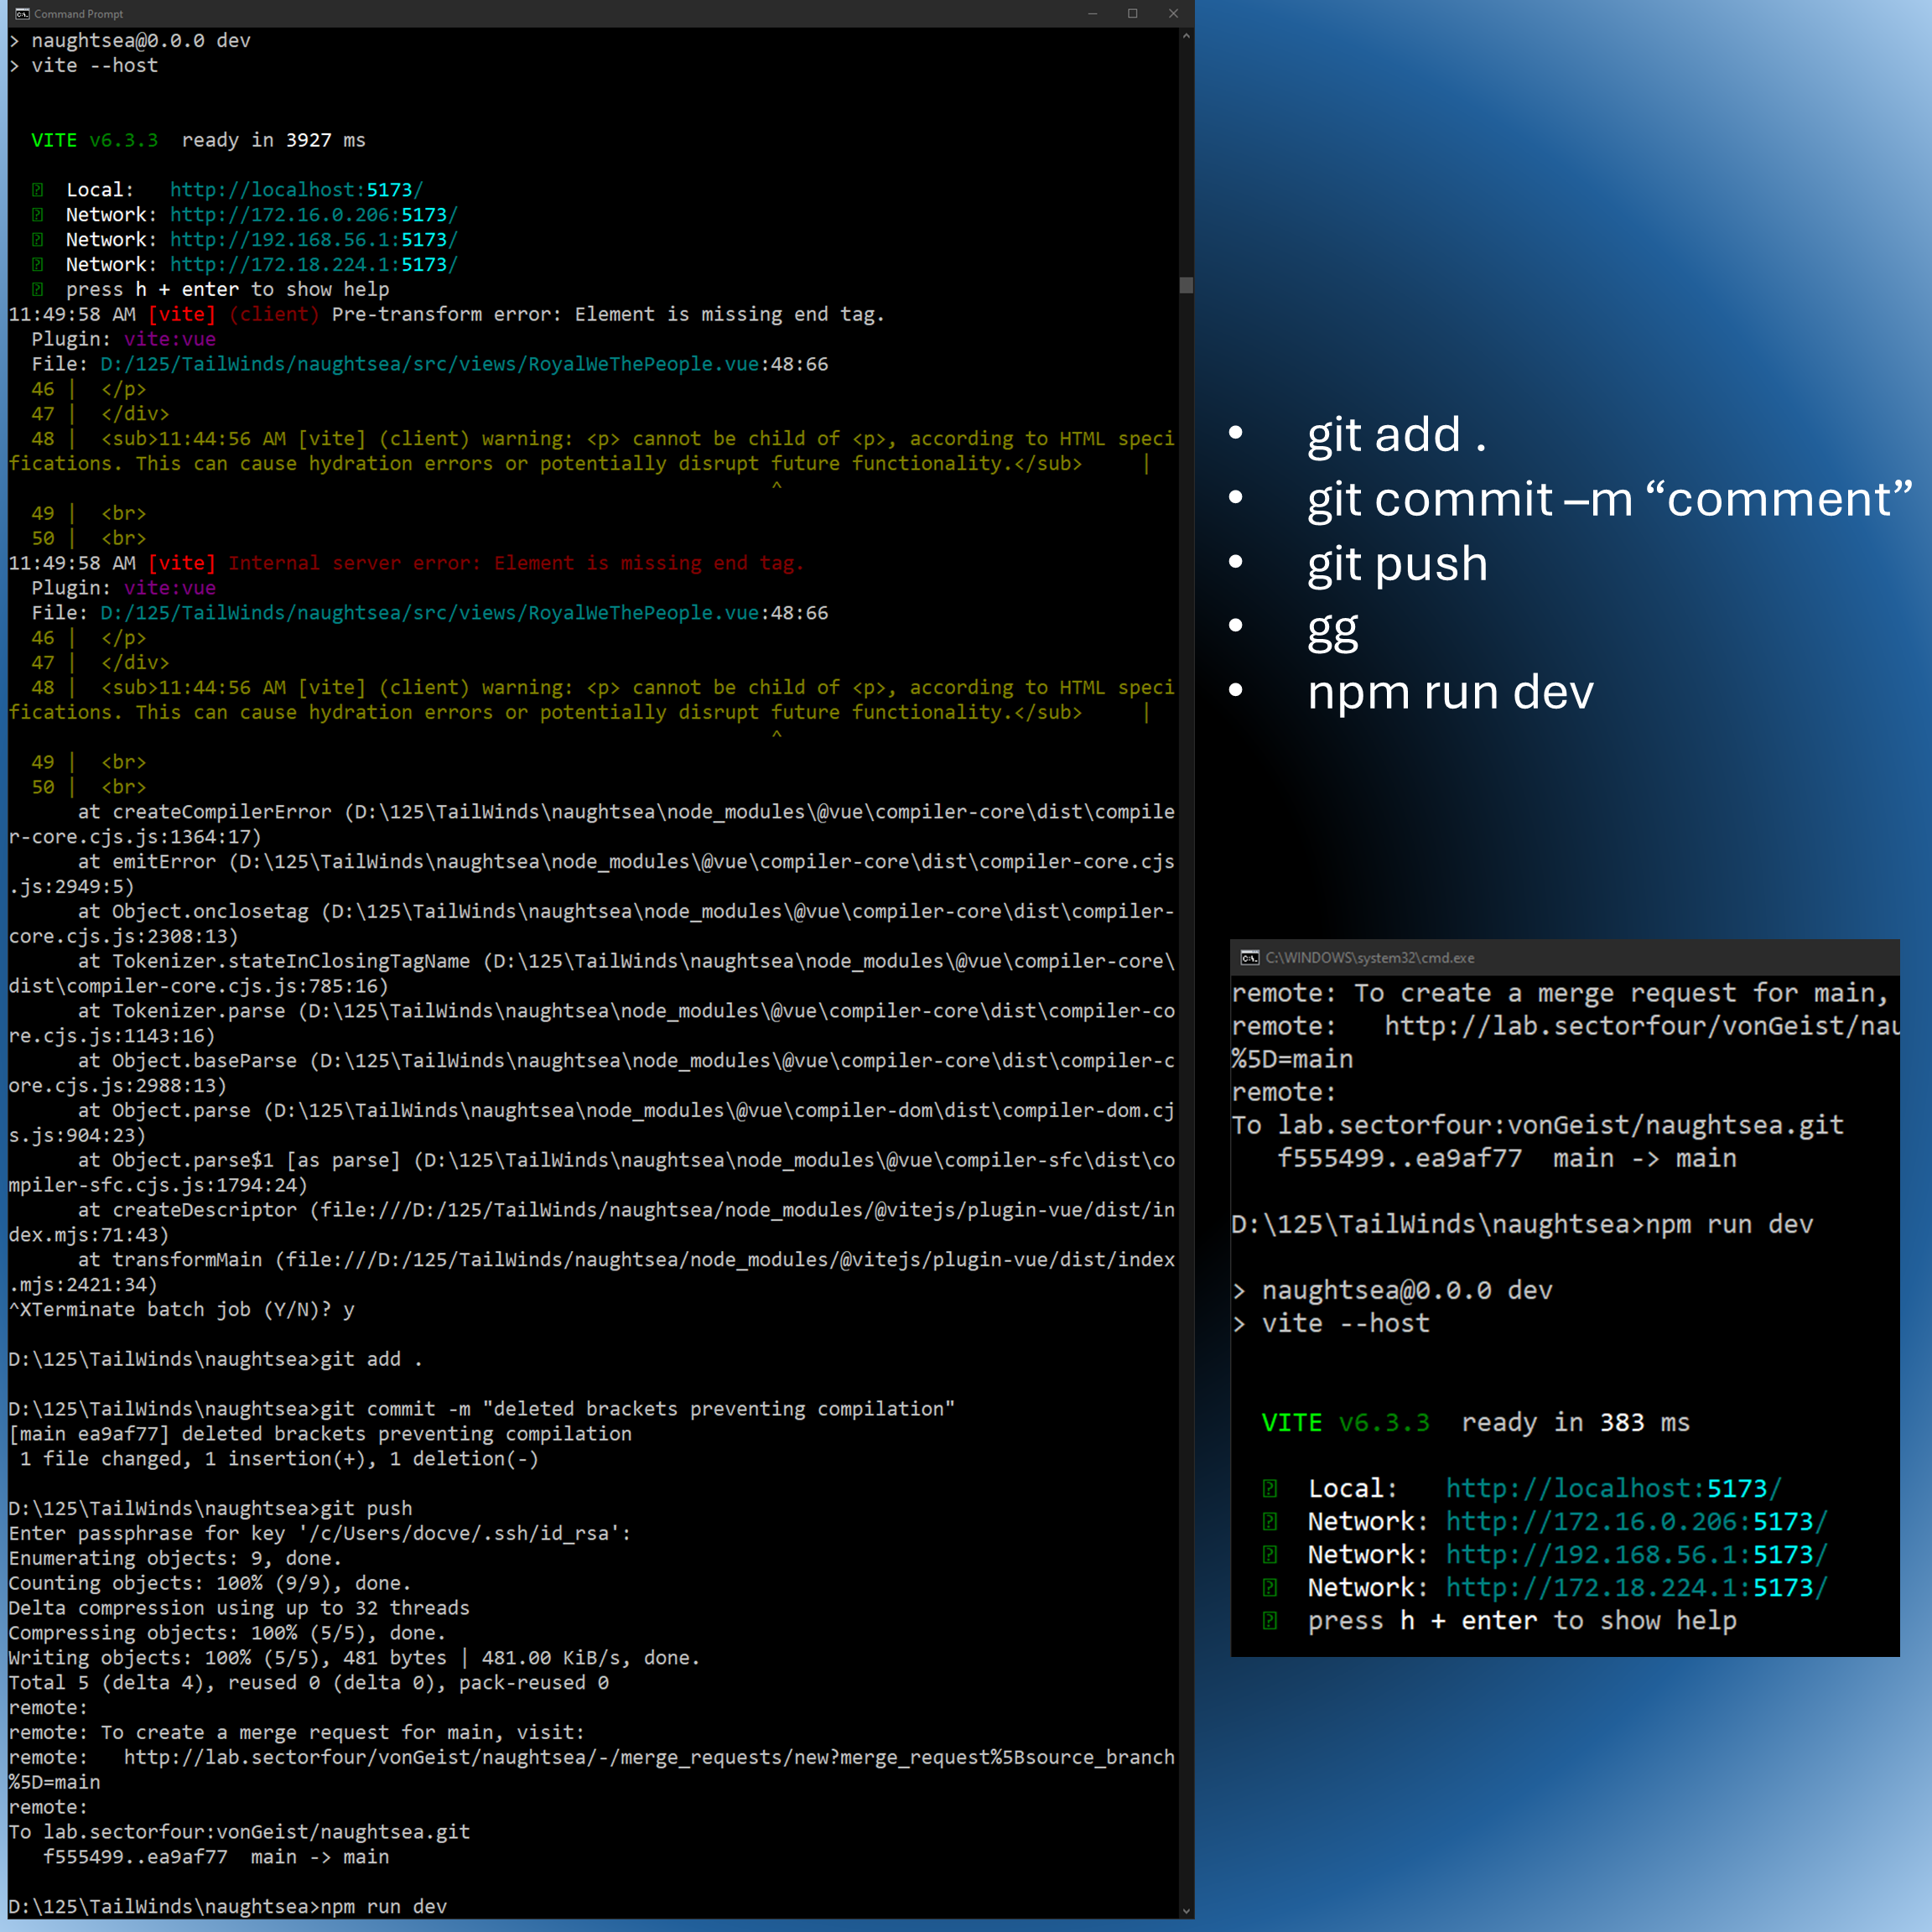 Command Prompt
> naughtsea@0.0.0 dev
> vite --host
VITE v6.3.3  ready in 3927 ms
Local:   http://localhost:5173/
Network: http://172.16.0.206:5173/
Network: http://192.168.56.1:5173/
Network: http://172.18.224.1:5173/
press h + enter to show help
11:49:58 AM [vite] (client) Pre-transform error: Element is missing end tag.
Plugin: vite:vue
File: D:/125/TailWinds/naughtsea/src/views/RoyalWeThePeople.vue:48:66
46 |  </p>
47 |  </div>
48 |  <sub>11:44:56 AM [vite] (client) warning: <p> cannot be child of <p>, according to HTML speci
fications. This can cause hydration errors or potentially disrupt future functionality.</sub>     |
^
49 |  <br>
50 |  <br>
11:49:58 AM [vite] Internal server error: Element is missing end tag.
Plugin: vite:vue
File: D:/125/TailWinds/naughtsea/src/views/RoyalWeThePeople.vue:48:66
46 |  </p>
47 |  </div>
48 |  <sub>11:44:56 AM [vite] (client) warning: <p> cannot be child of <p>, according to HTML speci
fications. This can cause hydration errors or potentially disrupt future functionality.</sub>     |
^
49 |  <br>
50 |  <br>
at createCompilerError (D:\125\TailWinds\naughtsea\node_modules\@vue\compiler-core\dist\compile
r-core.cjs.js:1364:17)
at emitError (D:\125\TailWinds\naughtsea\node_modules\@vue\compiler-core\dist\compiler-core.cjs
.js:2949:5)
at Object.onclosetag (D:\125\TailWinds\naughtsea\node_modules\@vue\compiler-core\dist\compiler-
core.cjs.js:2308:13)
at Tokenizer.stateInClosingTagName (D:\125\TailWinds\naughtsea\node_modules\@vue\compiler-core\
dist\compiler-core.cjs.js:785:16)
at Tokenizer.parse (D:\125\TailWinds\naughtsea\node_modules\@vue\compiler-core\dist\compiler-co
re.cjs.js:1143:16)
at Object.baseParse (D:\125\TailWinds\naughtsea\node_modules\@vue\compiler-core\dist\compiler-c
ore.cjs.js:2988:13)
at Object.parse (D:\125\TailWinds\naughtsea\node_modules\@vue\compiler-dom\dist\compiler-dom.cj
s.js:904:23)
at Object.parse$1 [as parse] (D:\125\TailWinds\naughtsea\node_modules\@vue\compiler-sfc\dist\co
mpiler-sfc.cjs.js:1794:24)
at createDescriptor (file:///D:/125/TailWinds/naughtsea/node_modules/@vitejs/plugin-vue/dist/in
dex.mjs:71:43)
at transformMain (file:///D:/125/TailWinds/naughtsea/node_modules/@vitejs/plugin-vue/dist/index
.mjs:2421:34)
^XTerminate batch job (Y/N)? y
D:\125\TailWinds\naughtsea>git add .
D:\125\TailWinds\naughtsea>git commit -m "deleted brackets preventing compilation"
[main ea9af77] deleted brackets preventing compilation
1 file changed, 1 insertion(+), 1 deletion(-)
D:\125\TailWinds\naughtsea>git push
Enter passphrase for key '/c/Users/docve/.ssh/id_rsa':
Enumerating objects: 9, done.
Counting objects: 100% (9/9), done.
Delta compression using up to 32 threads
Compressing objects: 100% (5/5), done.
Writing objects: 100% (5/5), 481 bytes | 481.00 KiB/s, done.
Total 5 (delta 4), reused 0 (delta 0), pack-reused 0
remote:
remote: To create a merge request for main, visit:
remote:   http://lab.sectorfour/vonGeist/naughtsea/-/merge_requests/new?merge_request%5Bsource_branch
%5D=main
remote:
To lab.sectorfour:vonGeist/naughtsea.git
f555499..ea9af77  main -> main
D:\125\TailWinds\naughtsea>npm run dev
• git add .
• git commit –m “comment”
• git push
• gg
• npm run dev
C:\WINDOWS\system32\cmd.exe
remote: To create a merge request for main,
remote:   http://lab.sectorfour/vonGeist/nau
%5D=main
remote:
To lab.sectorfour:vonGeist/naughtsea.git
f555499..ea9af77  main -> main
D:\125\TailWinds\naughtsea>npm run dev
> naughtsea@0.0.0 dev
> vite --host
VITE v6.3.3  ready in 383 ms
Local:   http://localhost:5173/
Network: http://172.16.0.206:5173/
Network: http://192.168.56.1:5173/
Network: http://172.18.224.1:5173/
press h + enter to show help